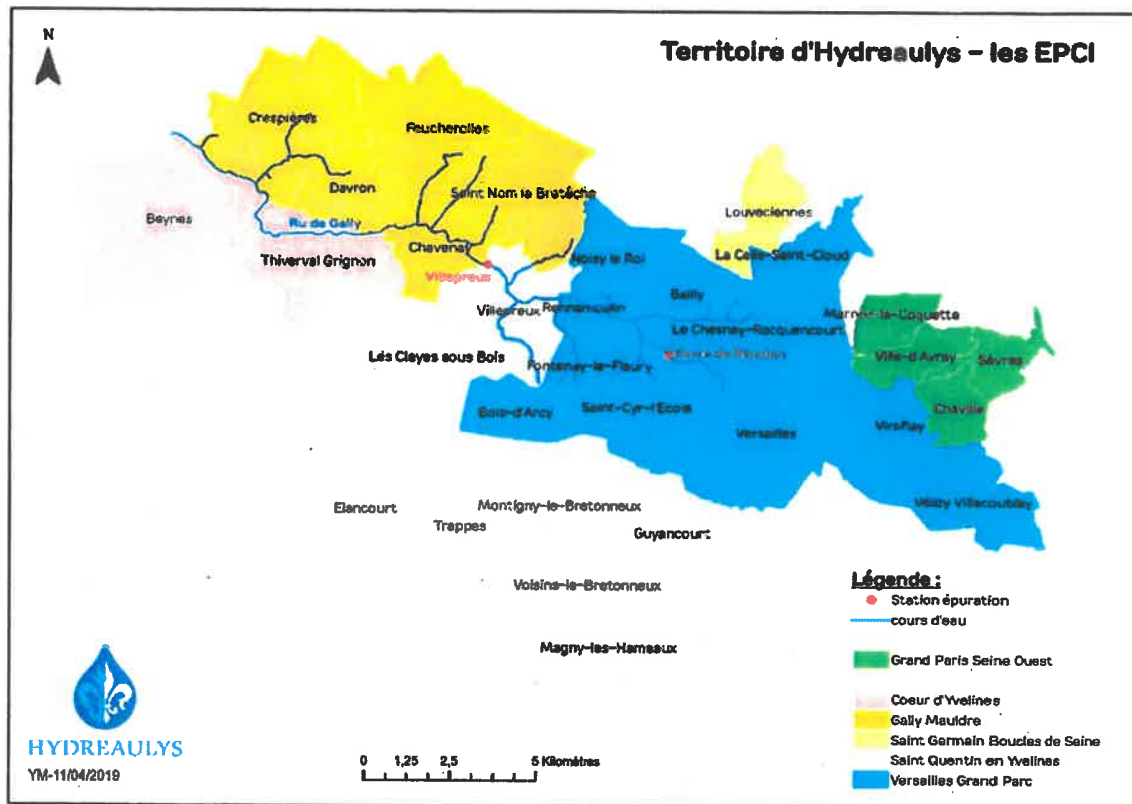 N
Territoire d'Hydreaulys - les EPCI
Crespières
Feucherolles
Davron
Saint Nom la Bretèche
Beynes
Ru de Gally
Louveciennes
Chavenay
Thiverval Grignon
Villepreux
Noisy le Roi
La Celle-Saint-Cloud
Bailly
Villepreux
Rennemoulin
Marnes-la-Coquette
Le Chesnay-Rocquencourt
Les Clayes sous Bois
Ville-d'Avray
Sèvres
Fontenay-le-Fleury
Bois-d'Arcy
Saint-Cyr-l'Ecole
Chaville
Versailles
Viroflay
Elancourt
Montigny-le-Bretonneux
Vélizy Villacoublay
Trappes
Guyancourt
Voisins-le-Bretonneux
Magny-les-Hameaux
Légende :
Station épuration
cours d'eau
Grand Paris Seine Ouest
Coeur d'Yvelines
Gally Mauldre
Saint Germain Boucles de Seine
Saint Quentin en Yvelines
Versailles Grand Parc
HYDREAULYS
YM-11/04/2019
0 1,25 2,5 5 Kilomètres